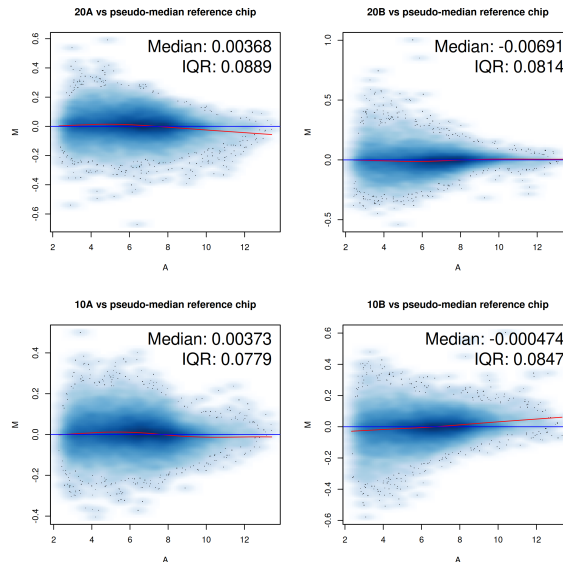 20A vs pseudo-median reference chip
Median: 0.00368
IQR: 0.0889
0.6
0.4
0.2
0.0
-0.2
-0.4
-0.6
M
2 4 6 8 10 12
A
20B vs pseudo-median reference chip
Median: -0.00691
IQR: 0.0814
1.0
0.5
0.0
-0.5
M
2 4 6 8 10 12
A
10A vs pseudo-median reference chip
Median: 0.00373
IQR: 0.0779
0.4
0.2
0.0
-0.2
-0.4
M
2 4 6 8 10 12
A
10B vs pseudo-median reference chip
Median: -0.000474
IQR: 0.0847
0.6
0.4
0.2
0.0
-0.2
-0.4
-0.6
M
2 4 6 8 10 12
A